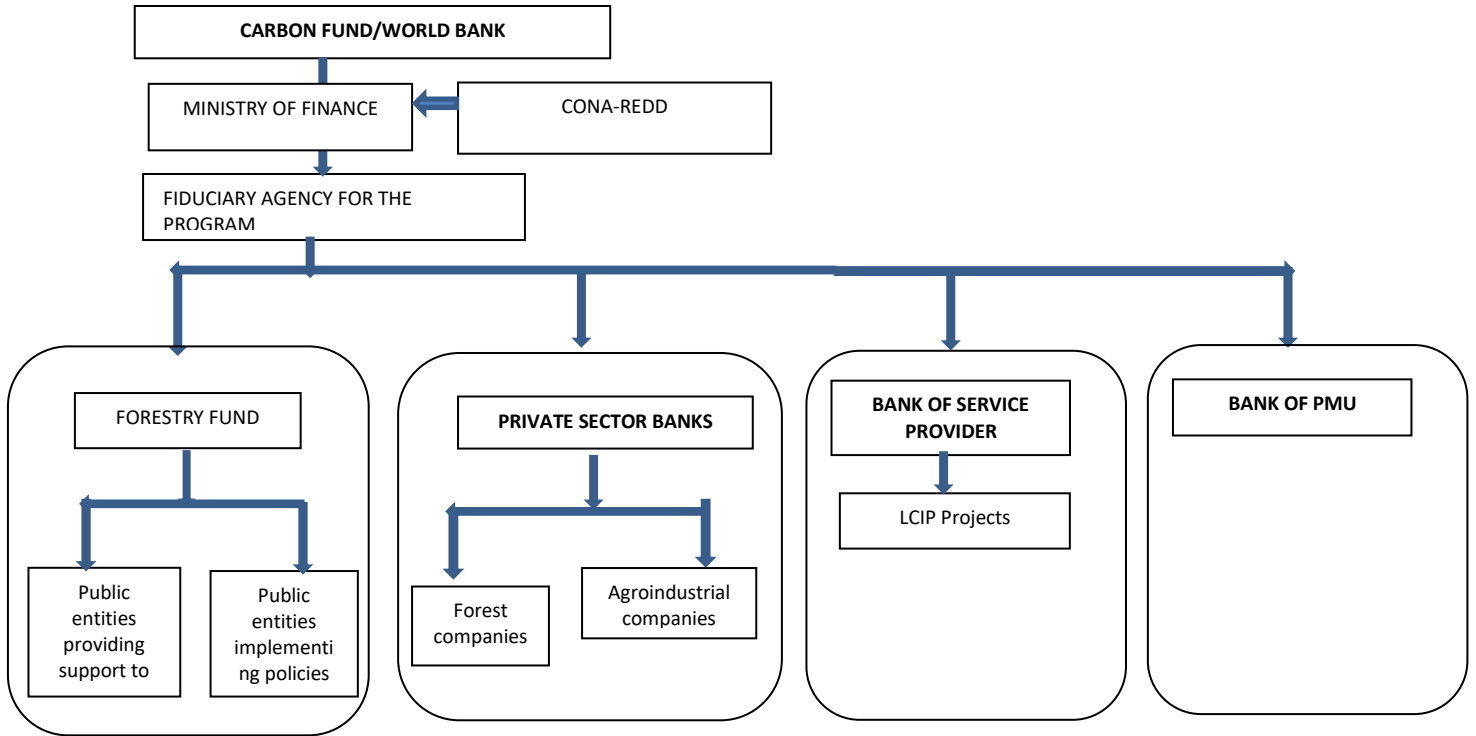 CARBON FUND/WORLD BANK
MINISTRY OF FINANCE
CONA-REDD
FIDUCIARY AGENCY FOR THE
PROGRAM
FORESTRY FUND
Public
entities
providing
support to
Public
entities
implementi
ng policies
PRIVATE SECTOR BANKS
Forest
companies
Agroindustrial
companies
BANK OF SERVICE
PROVIDER
LCIP Projects
BANK OF PMU